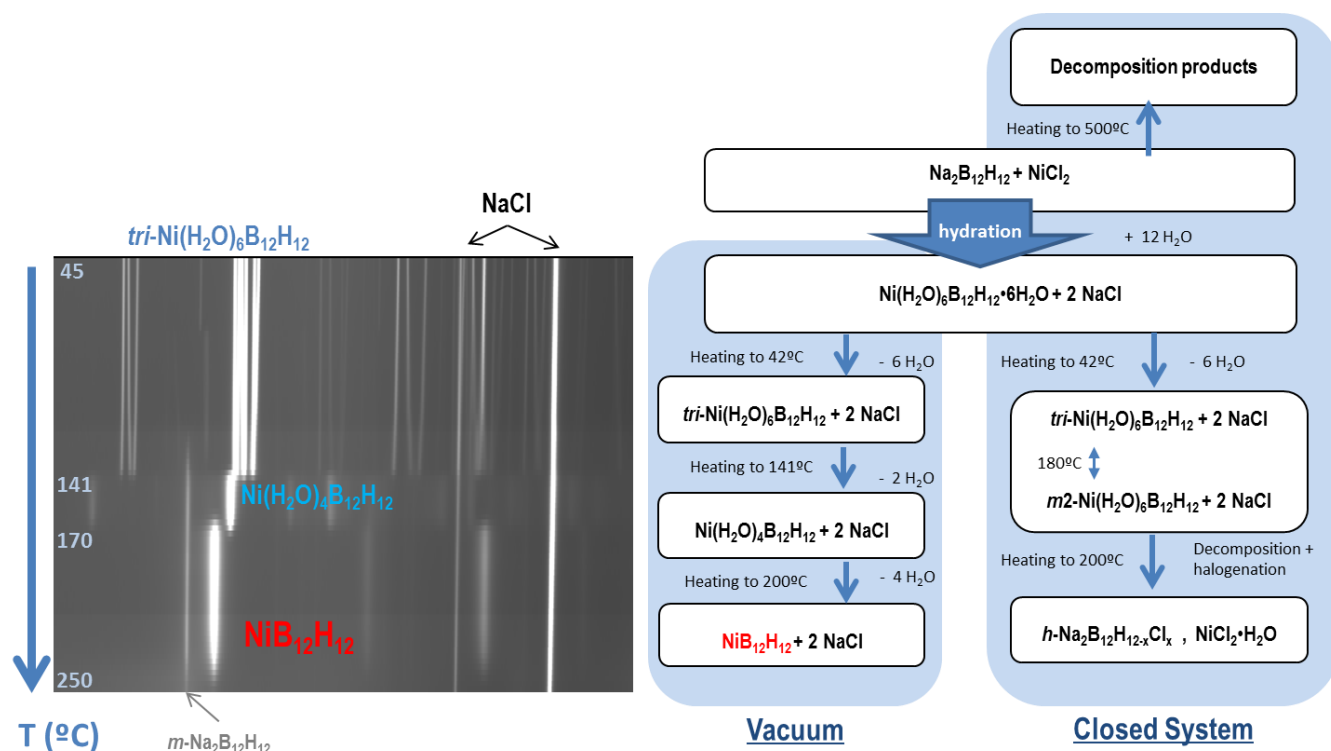 tri-Ni(H₂O)₆B₁₂H₁₂
NaCl
45
141
Ni(H₂O)₄B₁₂H₁₂
170
NiB₁₂H₁₂
250
T (ºC)
m-Na₂B₁₂H₁₂
Decomposition products
Heating to 500ºC
Na₂B₁₂H₁₂ + NiCl₂
hydration
+ 12 H₂O
Ni(H₂O)₆B₁₂H₁₂•6H₂O + 2 NaCl
Heating to 42ºC
- 6 H₂O
tri-Ni(H₂O)₆B₁₂H₁₂ + 2 NaCl
Heating to 141ºC
- 2 H₂O
Ni(H₂O)₄B₁₂H₁₂ + 2 NaCl
Heating to 200ºC
- 4 H₂O
NiB₁₂H₁₂ + 2 NaCl
Vacuum
Heating to 42ºC
- 6 H₂O
tri-Ni(H₂O)₆B₁₂H₁₂ + 2 NaCl
180ºC
m2-Ni(H₂O)₆B₁₂H₁₂ + 2 NaCl
Heating to 200ºC
Decomposition +
halogenation
h-Na₂B₁₂H₁₂₋ₓClₓ , NiCl₂•H₂O
Closed System